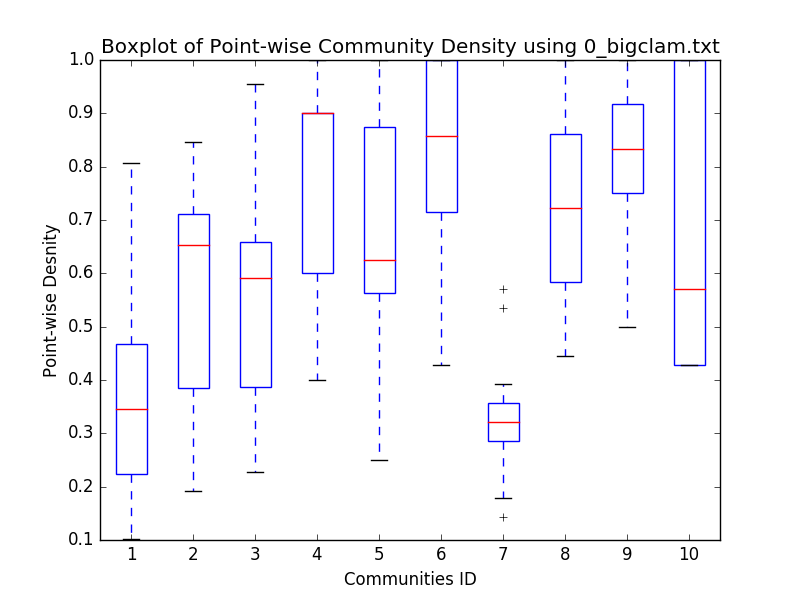 Boxplot of Point-wise Community Density using 0_bigclam.txt
1.0
0.9
0.8
0.7
0.6
0.5
0.4
0.3
0.2
0.1
Point-wise Desnity
1 2 3 4 5 6 7 8 9 10
Communities ID